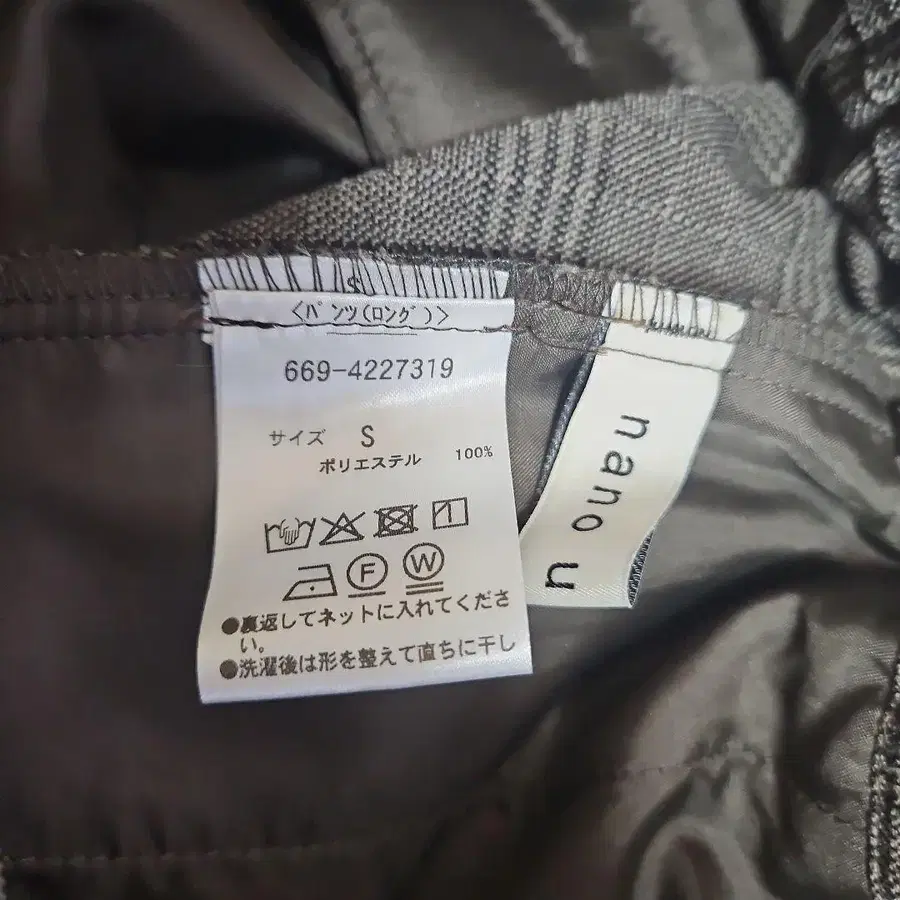 S
<パンツ(ロング)>
669-4227319
サイズ S
ポリエステル 100%
F W
●裏返してネットに入れてくださ
い。
●洗濯後は形を整えて直ちに干し
nano u